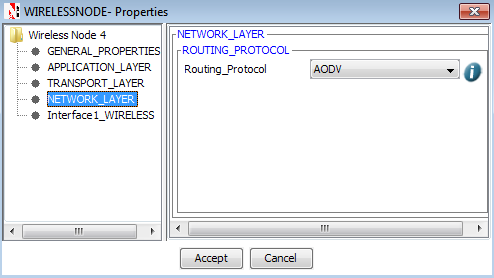 WIRELESSNODE- Properties
Wireless Node 4
GENERAL_PROPERTIES
APPLICATION_LAYER
TRANSPORT_LAYER
NETWORK_LAYER
Interface1_WIRELESS
NETWORK_LAYER
ROUTING_PROTOCOL
Routing_Protocol AODV
Accept Cancel